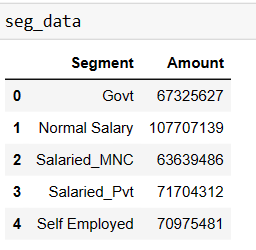 seg_data
Segment Amount
0 Govt 67325627
1 Normal Salary 107707139
2 Salaried_MNC 63639486
3 Salaried_Pvt 71704312
4 Self Employed 70975481